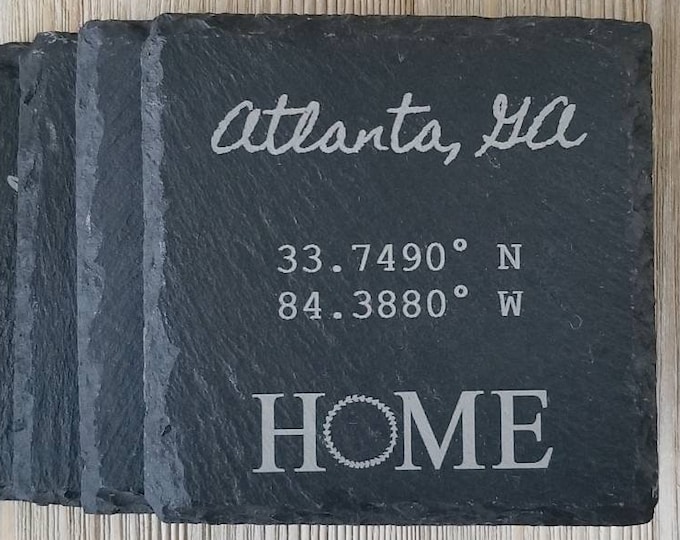 Atlanta, GA
33.7490° N
84.3880° W
HOME